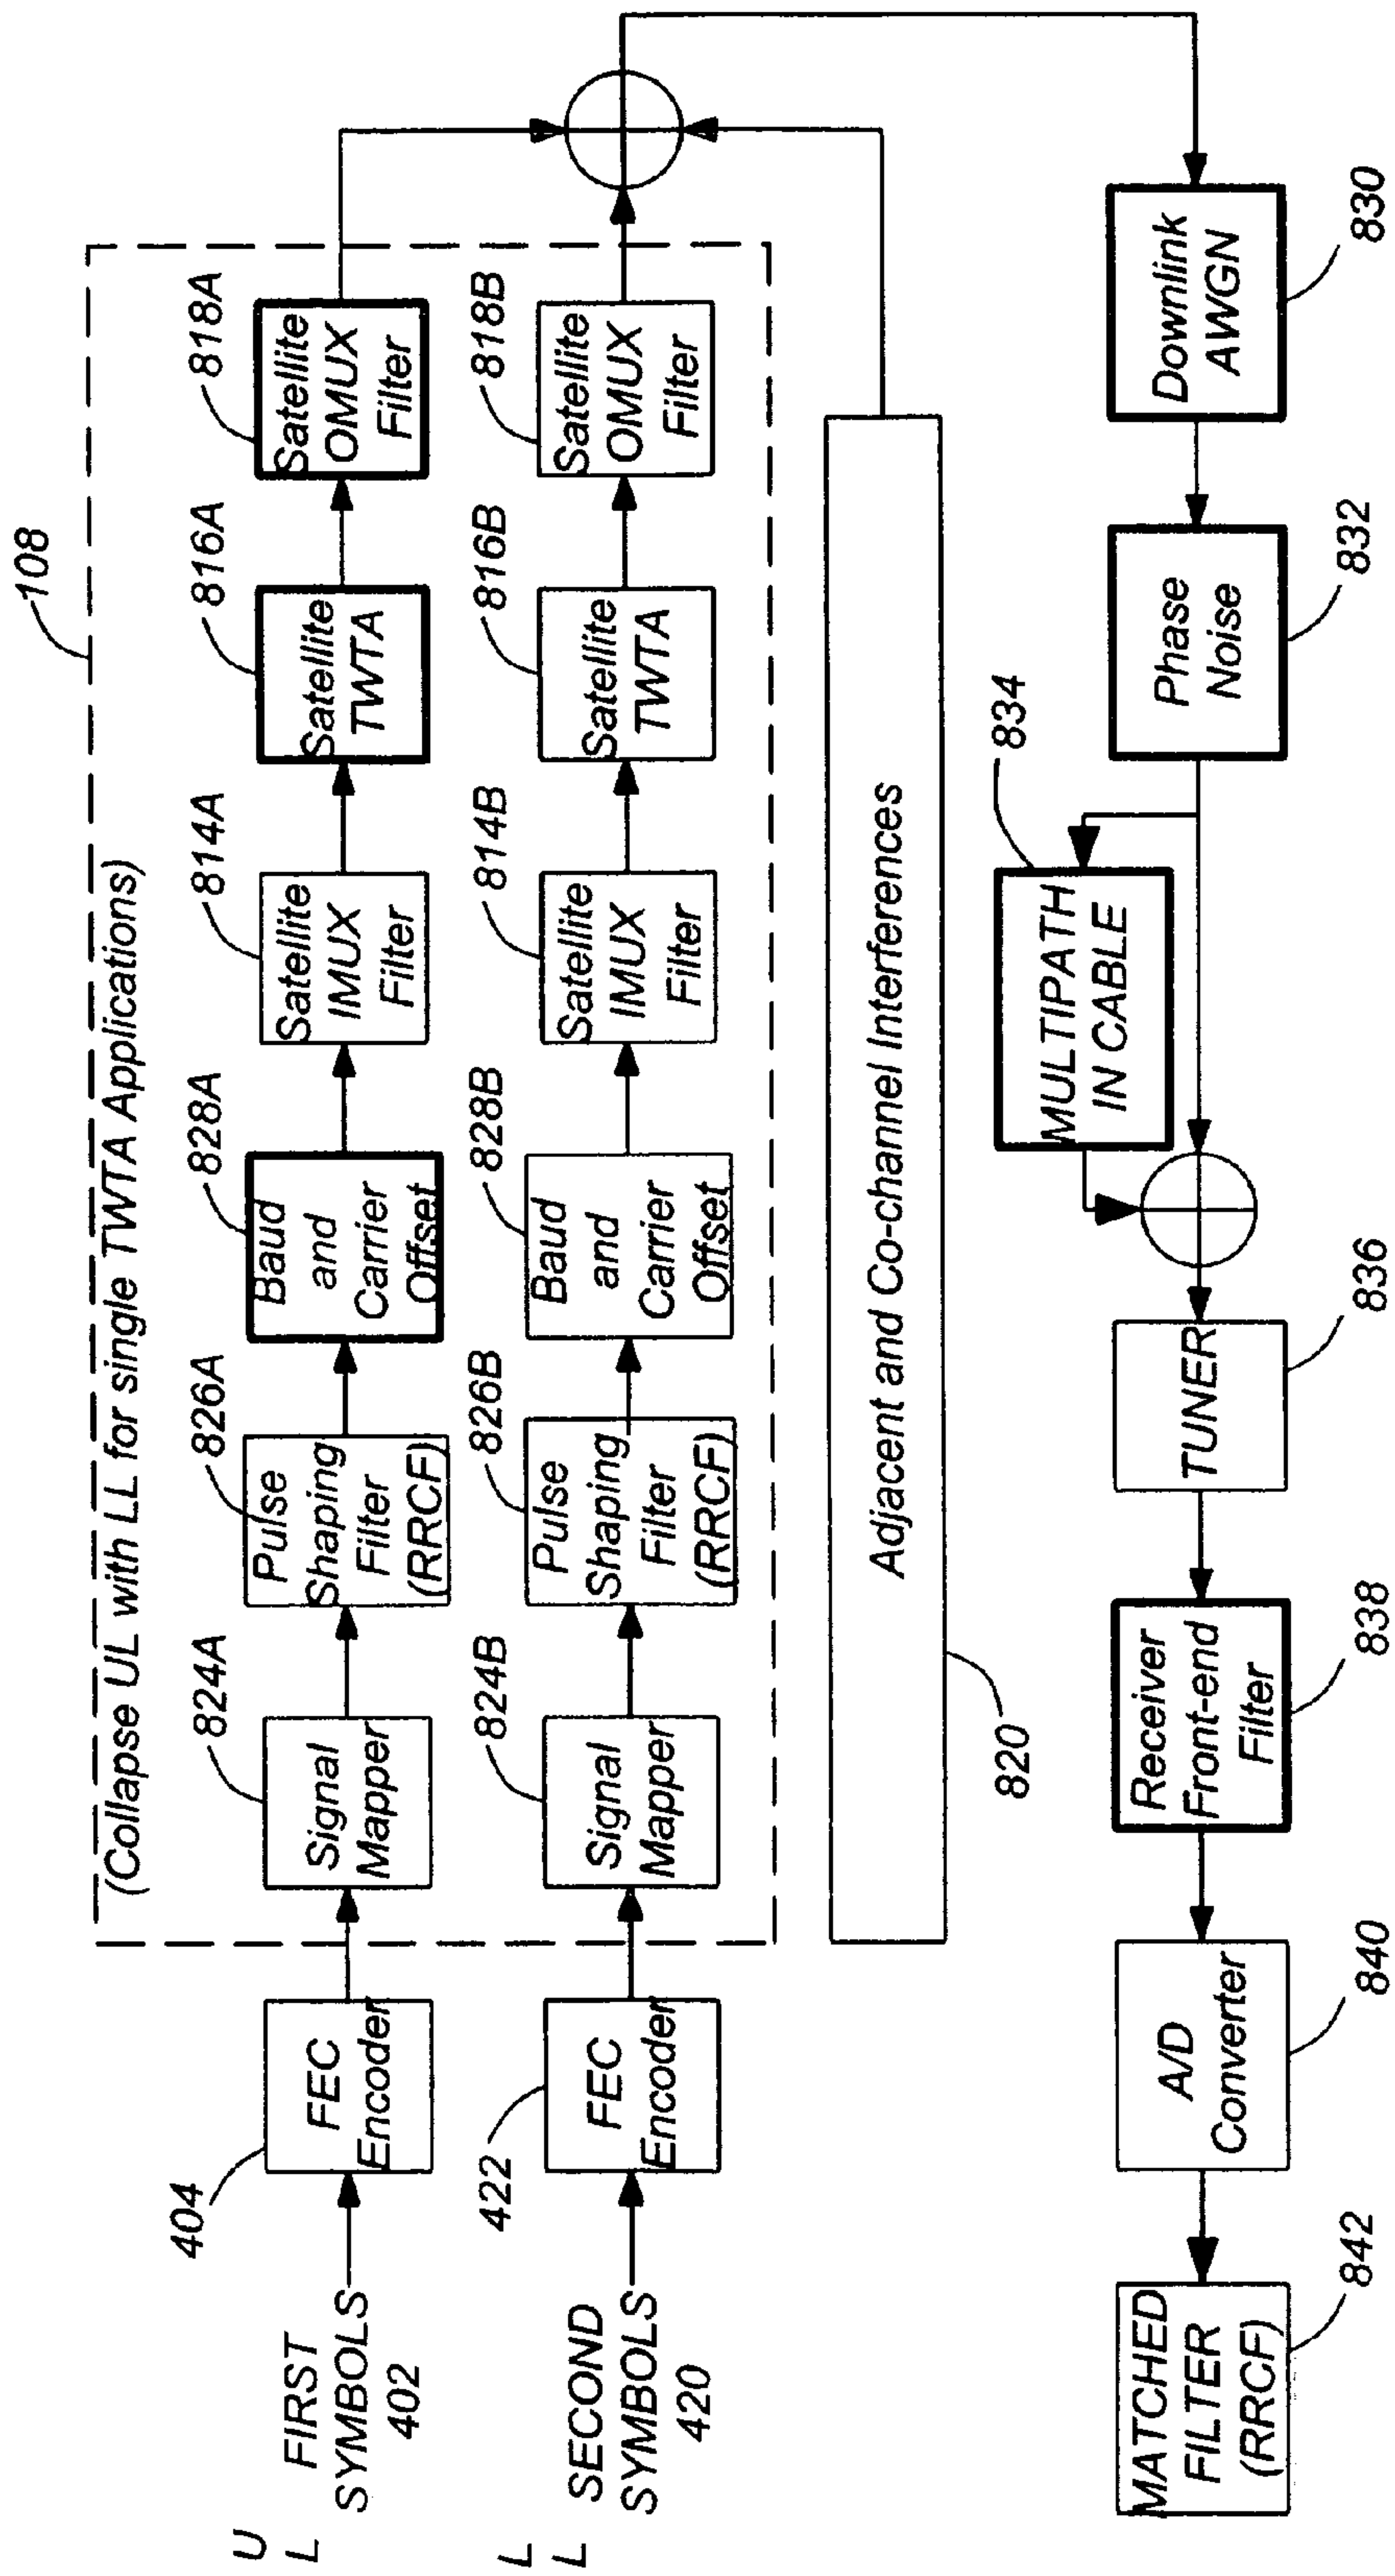 108
(Collapse UL with LL for single TWTA Applications)
U
L
FIRST
SYMBOLS
402
404
FEC
Encoder
824A
Signal
Mapper
826A
Pulse
Shaping
Filter
(RRCF)
828A
Baud
and
Carrier
Offset
814A
Satellite
IMUX
Filter
816A
Satellite
TWTA
818A
Satellite
OMUX
Filter
L
L
SECOND
SYMBOLS
420
422
FEC
Encoder
824B
Signal
Mapper
826B
Pulse
Shaping
Filter
(RRCF)
828B
Baud
and
Carrier
Offset
814B
Satellite
IMUX
Filter
816B
Satellite
TWTA
818B
Satellite
OMUX
Filter
Adjacent and Co-channel Interferences
820
Downlink
AWGN
830
Phase
Noise
832
834
MULTIPATH
IN CABLE
TUNER
836
Receiver
Front-end
Filter
838
A/D
Converter
840
MATCHED
FILTER
(RRCF)
842